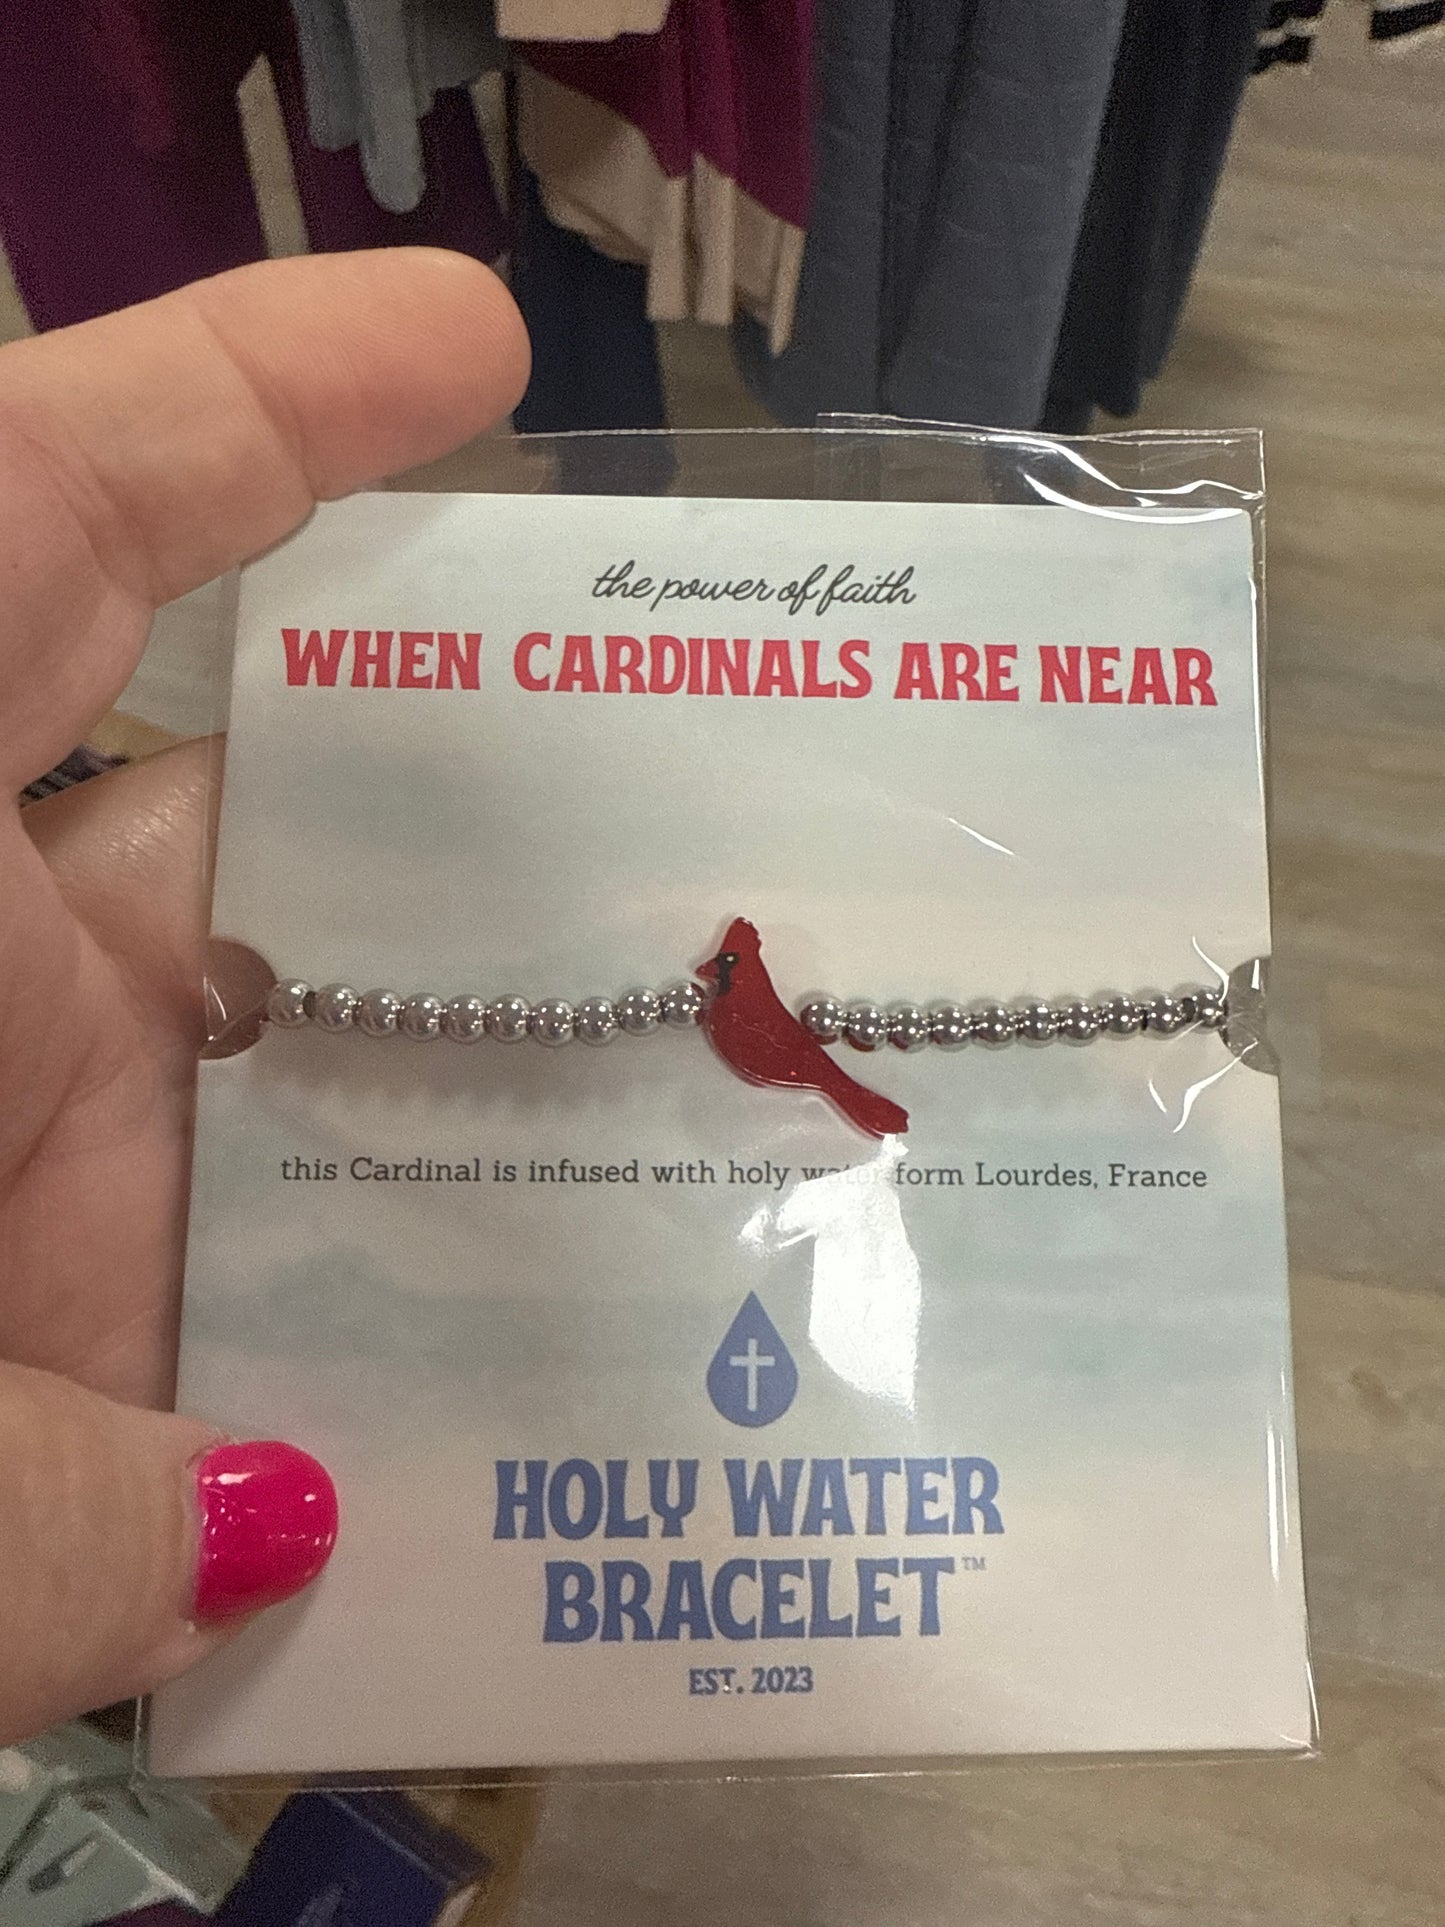 the power of faith
WHEN CARDINALS ARE NEAR
this Cardinal is infused with holy water form Lourdes, France
HOLY WATER
BRACELET™
EST. 2023